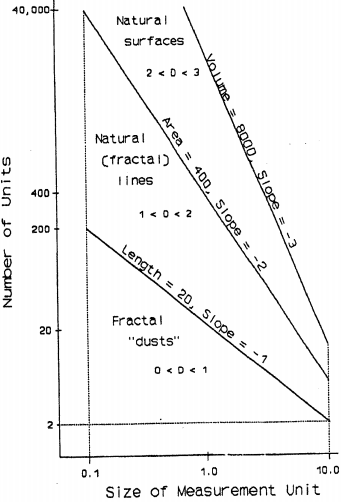 40,000
Natural
surfaces
2 < D < 3
Volume = 8000, Slope = -3
Area = 400, Slope = -2
Natural
(fractal)
lines
1 < D < 2
400
200
Length = 20, Slope = -1
Fractal
"dusts"
0 < D < 1
20
2
Number of Units
0.1
1.0
10.0
Size of Measurement Unit